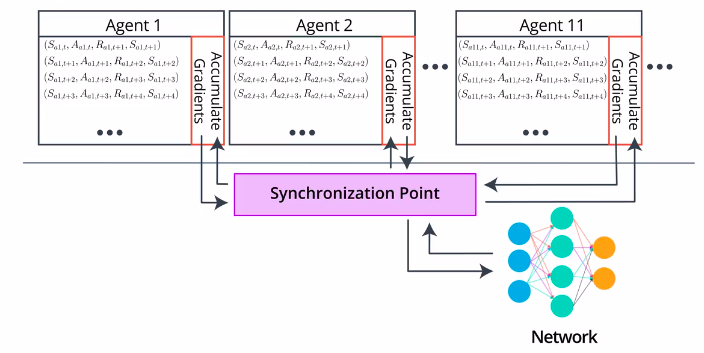 Agent 1
(S_{a1,t}, A_{a1,t}, R_{a1,t+1}, S_{a1,t+1})
(S_{a1,t+1}, A_{a1,t+1}, R_{a1,t+2}, S_{a1,t+2})
(S_{a1,t+2}, A_{a1,t+2}, R_{a1,t+3}, S_{a1,t+3})
(S_{a1,t+3}, A_{a1,t+3}, R_{a1,t+4}, S_{a1,t+4})
•••
Accumulate
Gradients
Agent 2
(S_{a2,t}, A_{a2,t}, R_{a2,t+1}, S_{a2,t+1})
(S_{a2,t+1}, A_{a2,t+1}, R_{a2,t+2}, S_{a2,t+2})
(S_{a2,t+2}, A_{a2,t+2}, R_{a2,t+3}, S_{a2,t+3})
(S_{a2,t+3}, A_{a2,t+3}, R_{a2,t+4}, S_{a2,t+4})
•••
Accumulate
Gradients
•••
Agent 11
(S_{a11,t}, A_{a11,t}, R_{a11,t+1}, S_{a11,t+1})
(S_{a11,t+1}, A_{a11,t+1}, R_{a11,t+2}, S_{a11,t+2})
(S_{a11,t+2}, A_{a11,t+2}, R_{a11,t+3}, S_{a11,t+3})
(S_{a11,t+3}, A_{a11,t+3}, R_{a11,t+4}, S_{a11,t+4})
•••
Accumulate
Gradients
•••
Synchronization Point
Network